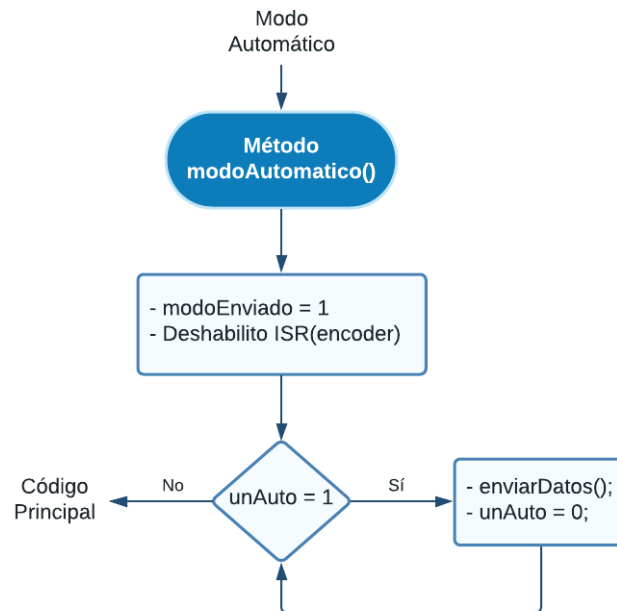 Modo
Automático
Método
modoAutomatico()
- modoEnviado = 1
- Deshabilito ISR(encoder)
Código
Principal
No
unAuto = 1
Sí
- enviarDatos();
- unAuto = 0;